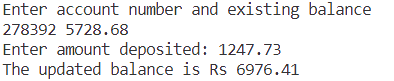 Enter account number and existing balance
278392 5728.68
Enter amount deposited: 1247.73
The updated balance is Rs 6976.41